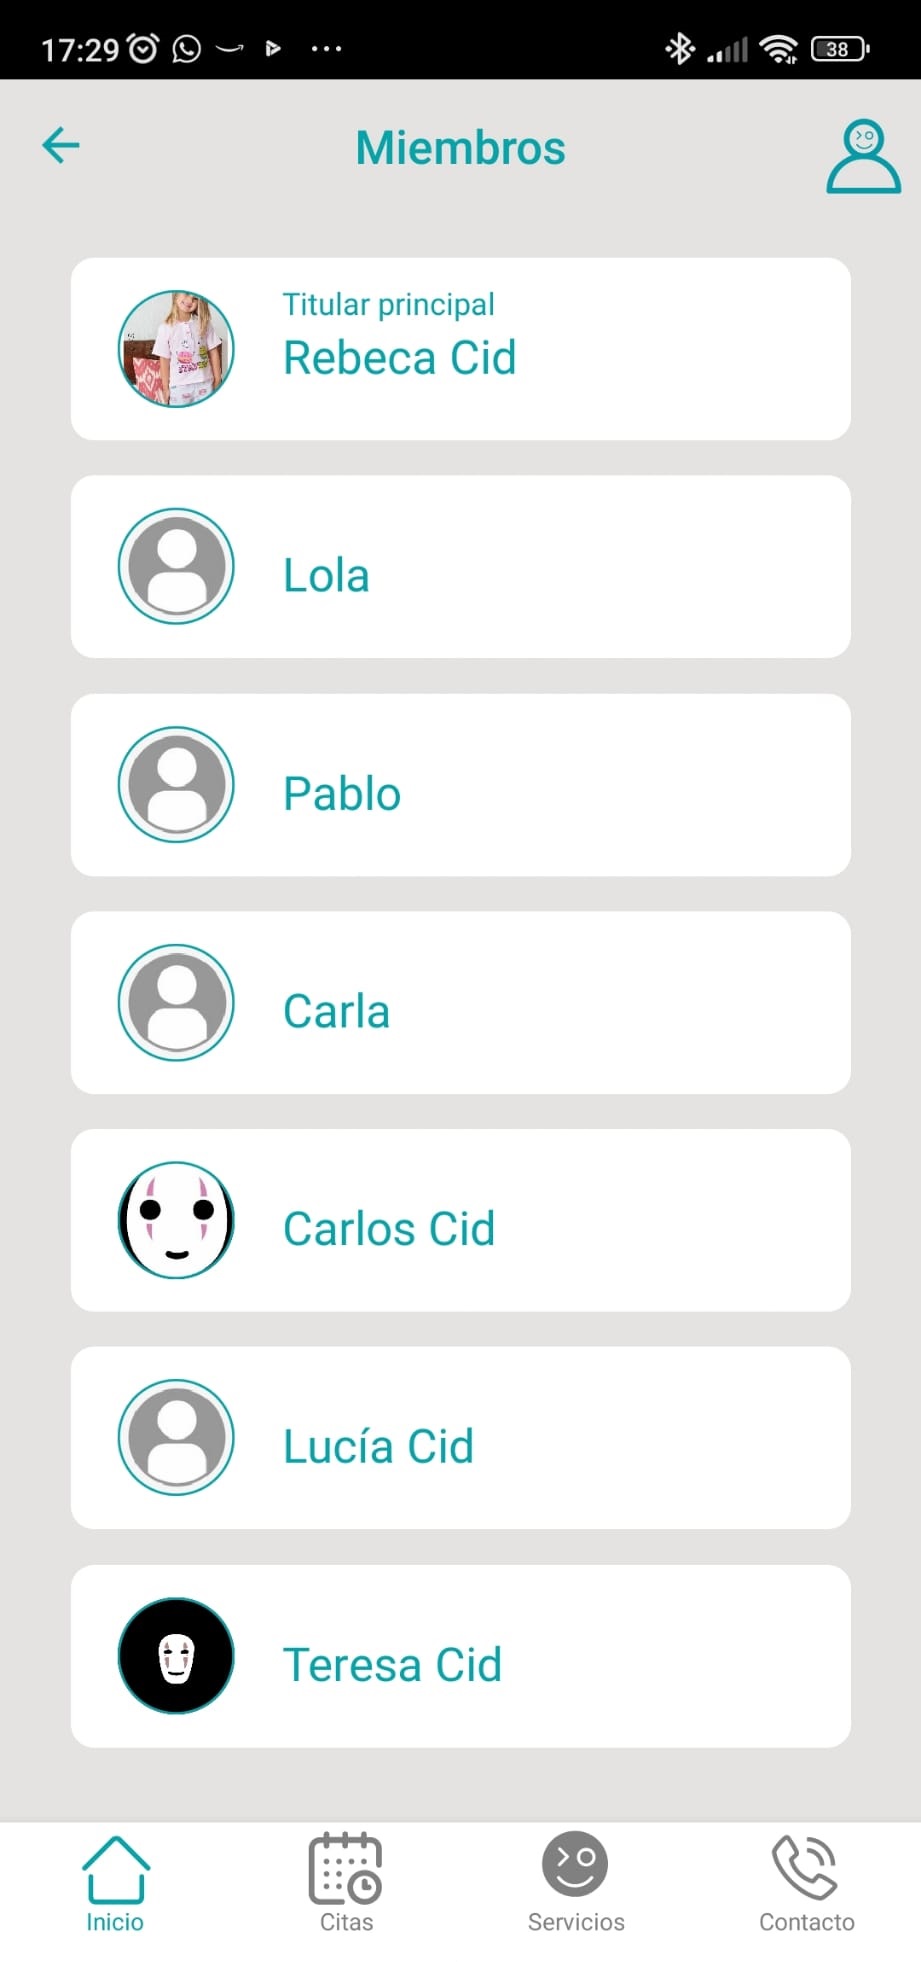 17:29
38
Miembros
Titular principal
Rebeca Cid
Lola
Pablo
Carla
Carlos Cid
Lucía Cid
Teresa Cid
Inicio
Citas
Servicios
Contacto